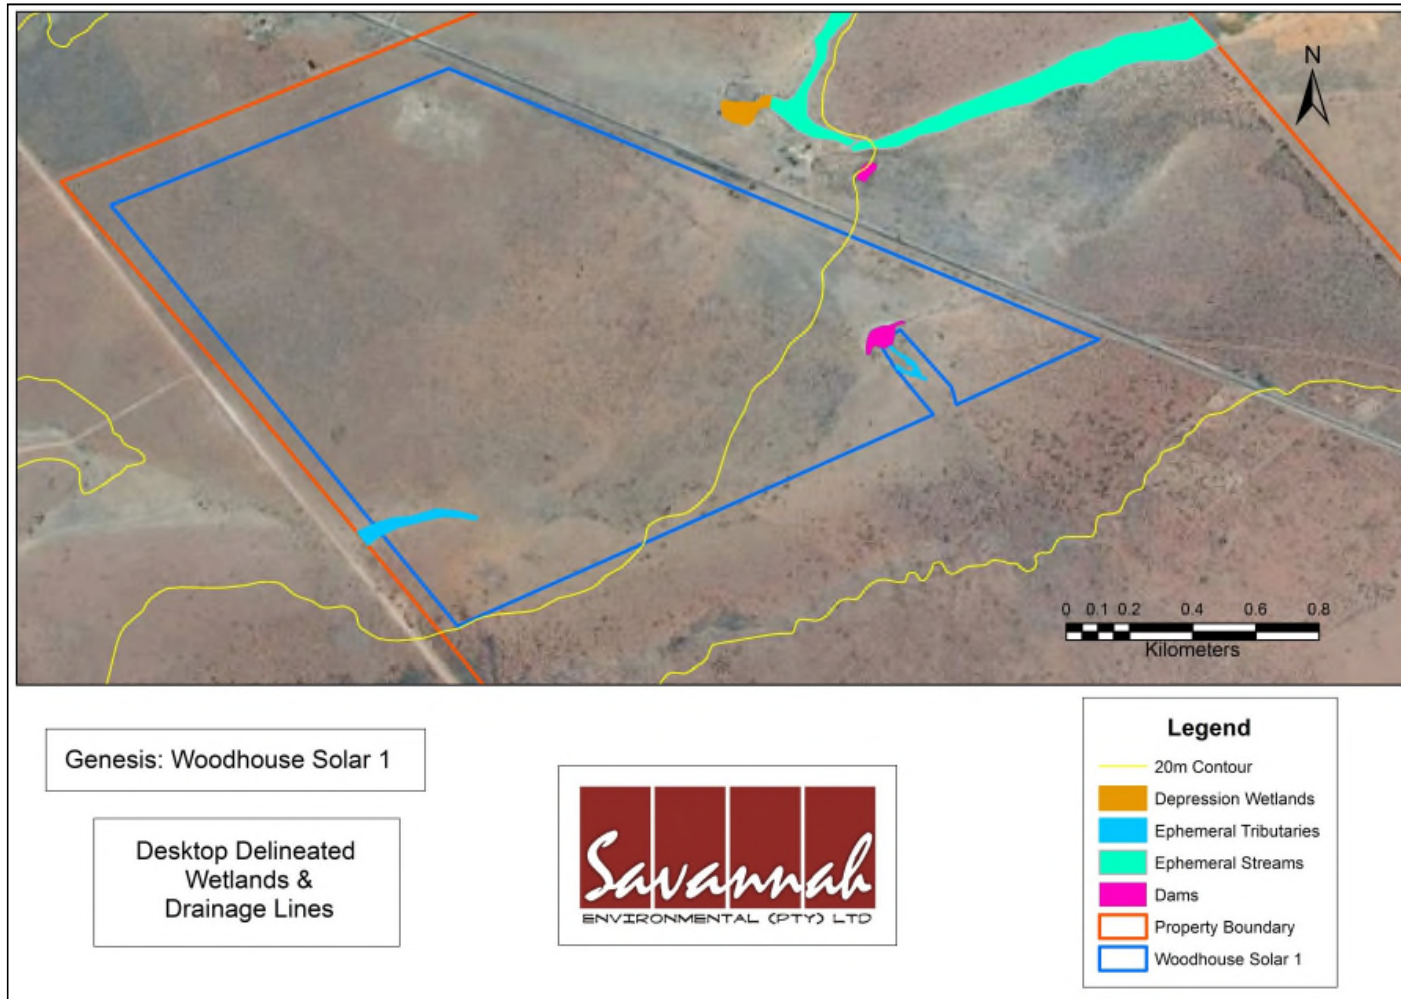 N
0 0.1 0.2 0.4 0.6 0.8
Kilometers
Genesis: Woodhouse Solar 1
Desktop Delineated
Wetlands &
Drainage Lines
Savannah
ENVIRONMENTAL (PTY) LTD
Legend
20m Contour
Depression Wetlands
Ephemeral Tributaries
Ephemeral Streams
Dams
Property Boundary
Woodhouse Solar 1